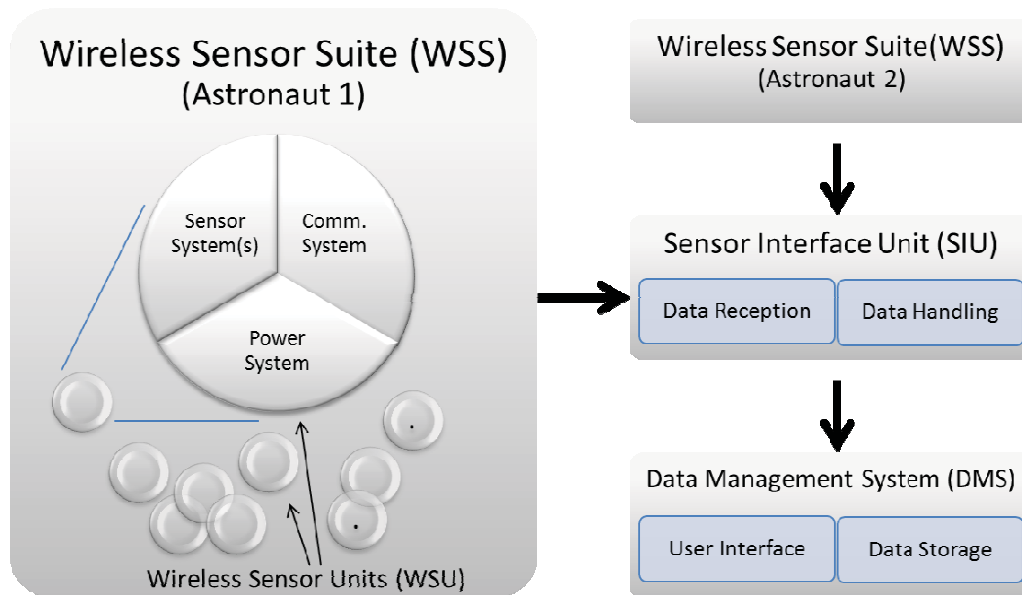 Wireless Sensor Suite (WSS)
(Astronaut 1)
Sensor
System(s)
Comm.
System
Power
System
Wireless Sensor Units (WSU)
Wireless Sensor Suite(WSS)
(Astronaut 2)
Sensor Interface Unit (SIU)
Data Reception
Data Handling
Data Management System (DMS)
User Interface
Data Storage